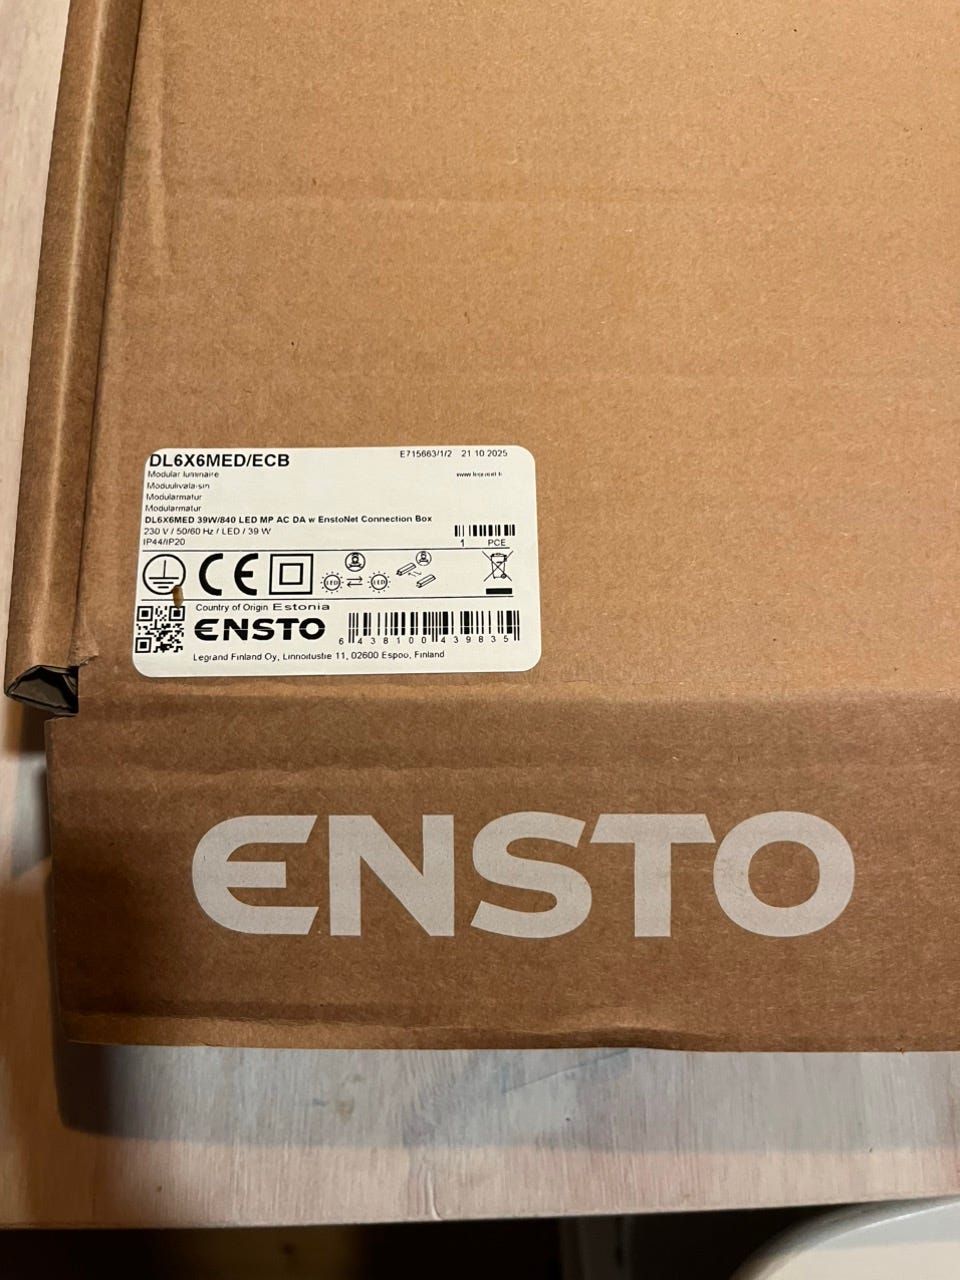 DL6X6MED/ECB
E715663/1/2 21.10.2025
Modular luminaire
Moduulivalaisin
Modularmatur
Modularmatur
DL6X6MED 39W/840 LED MP AC DA w EnstoNet Connection Box
230 V / 50/60 Hz / LED / 39 W
IP44/IP20
1 PCE
CE
LED LED
Country of Origin Estonia
ENSTO
6 438100 439835
Legrand Finland Oy, Linnoitustie 11, 02600 Espoo, Finland
ENSTO